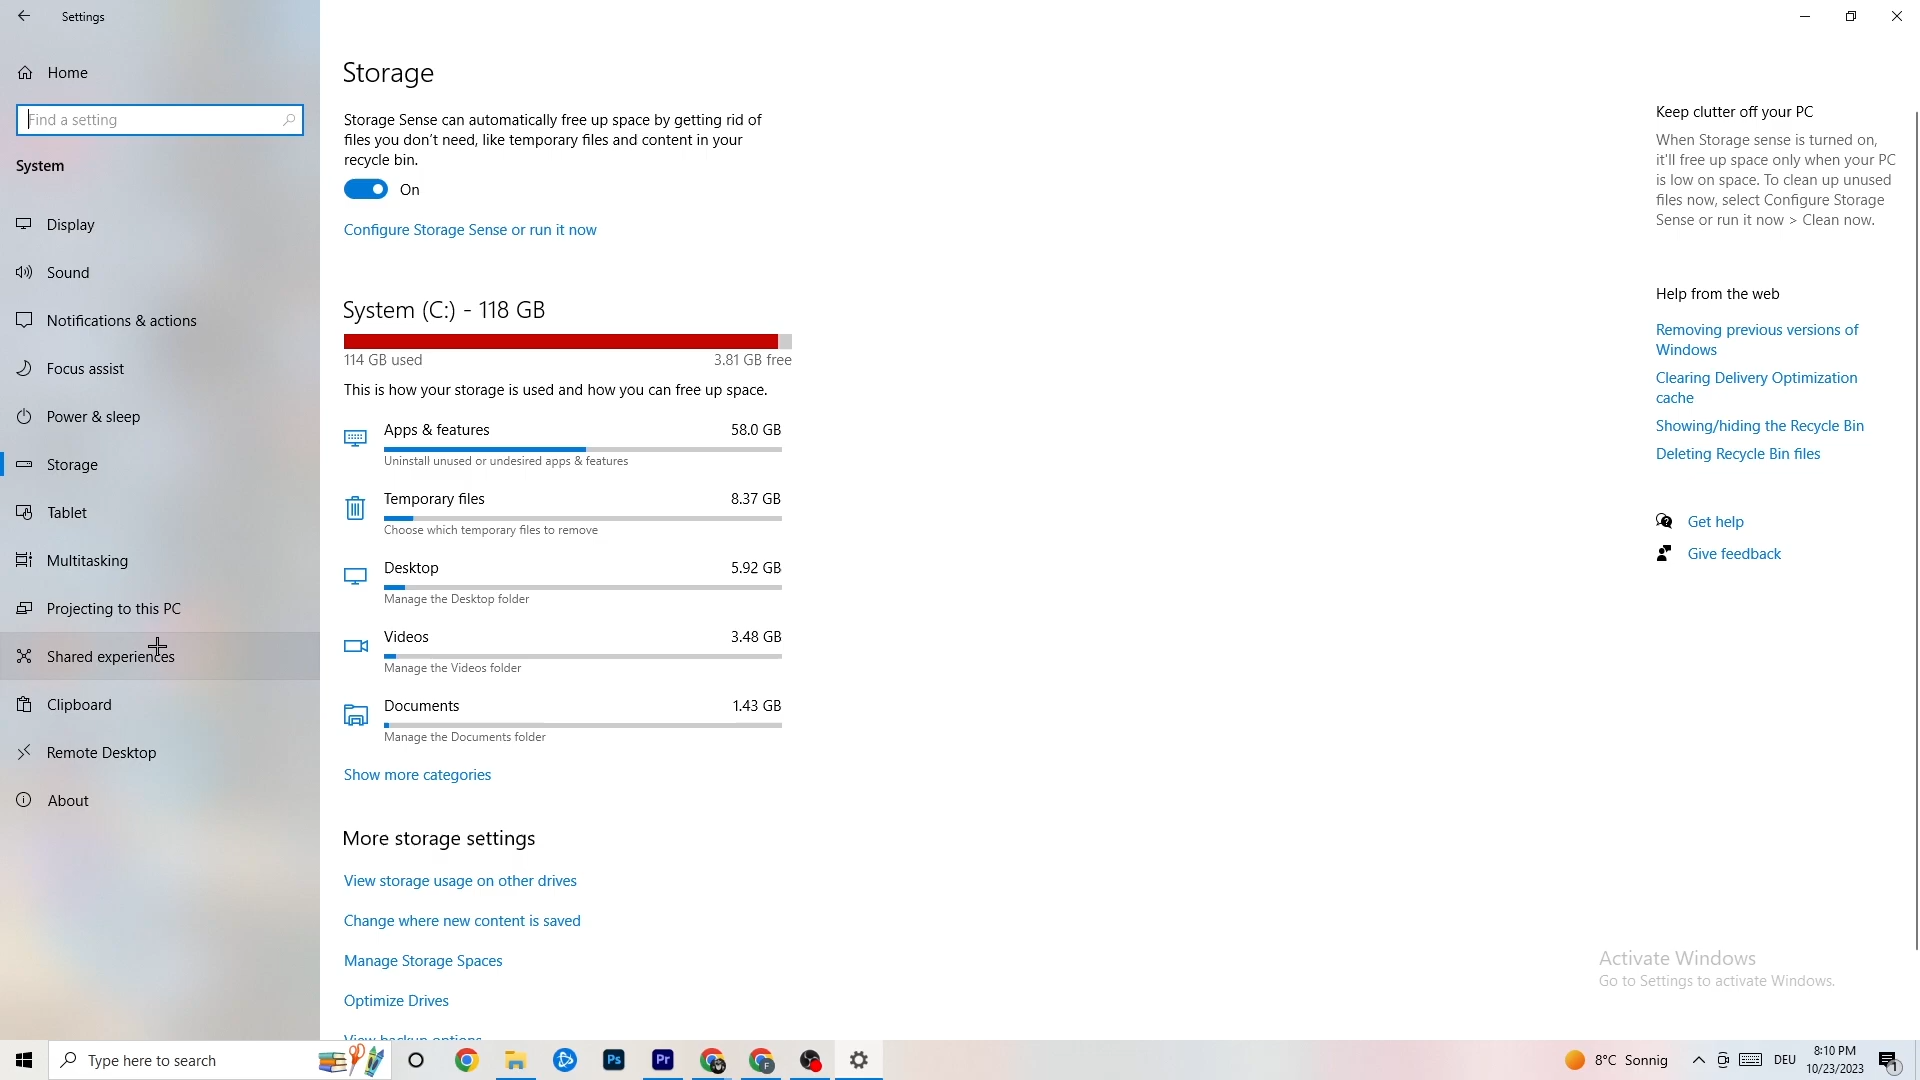 Settings
Home
Find a setting
System
Display
Sound
Notifications & actions
Focus assist
Power & sleep
Storage
Tablet
Multitasking
Projecting to this PC
Shared experiences
Clipboard
Remote Desktop
About
Storage
Storage Sense can automatically free up space by getting rid of
files you don't need, like temporary files and content in your
recycle bin.
On
Configure Storage Sense or run it now
System (C:) - 118 GB
114 GB used
3.81 GB free
This is how your storage is used and how you can free up space.
Apps & features
58.0 GB
Uninstall unused or undesired apps & features
Temporary files
8.37 GB
Choose which temporary files to remove
Desktop
5.92 GB
Manage the Desktop folder
Videos
3.48 GB
Manage the Videos folder
Documents
1.43 GB
Manage the Documents folder
Show more categories
More storage settings
View storage usage on other drives
Change where new content is saved
Manage Storage Spaces
Optimize Drives
View backup options
Keep clutter off your PC
When Storage sense is turned on,
it'll free up space only when your PC
is low on space. To clean up unused
files now, select Configure Storage
Sense or run it now > Clean now.
Help from the web
Removing previous versions of
Windows
Clearing Delivery Optimization
cache
Showing/hiding the Recycle Bin
Deleting Recycle Bin files
Get help
Give feedback
Activate Windows
Go to Settings to activate Windows.
Type here to search
Ps
Pr
F
8°C Sonnig
DEU
8:10 PM
10/23/2023
1